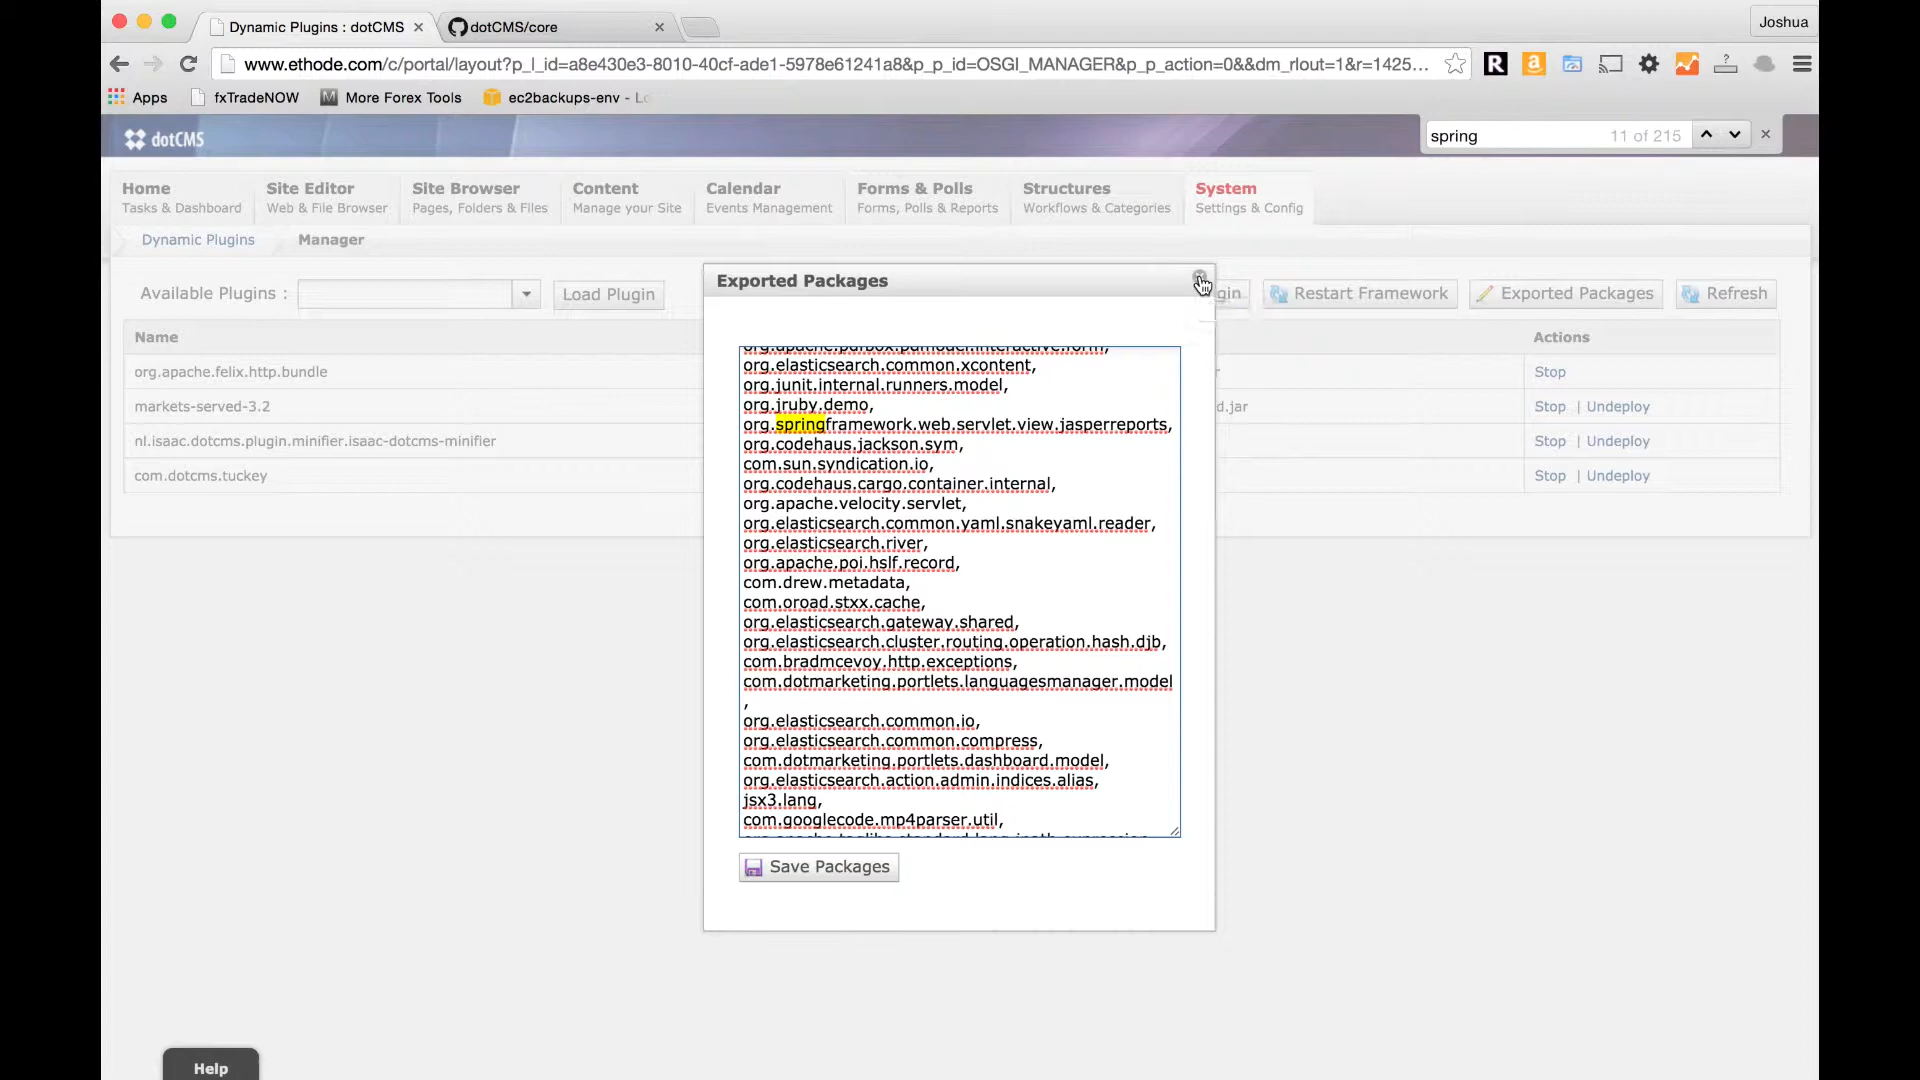 Dynamic Plugins : dotCMS
dotCMS/core
Joshua
www.ethode.com/c/portal/layout?p_l_id=a8e430e3-8010-40cf-ade1-5978e61241a8&p_p_id=OSGI_MANAGER&p_p_action=0&&dm_rlout=1&r=1425...
Apps
fxTradeNOW
More Forex Tools
ec2backups-env -
dotCMS
spring
11 of 215
Home
Tasks & Dashboard
Site Editor
Web & File Browser
Site Browser
Pages, Folders & Files
Content
Manage your Site
Calendar
Events Management
Forms & Polls
Forms, Polls & Reports
Structures
Workflows & Categories
System
Settings & Config
Dynamic Plugins
Manager
Available Plugins :
Load Plugin
Restart Framework
Exported Packages
Refresh
Name
Actions
org.apache.felix.http.bundle
Stop
markets-served-3.2
d.jar
Stop | Undeploy
nl.isaac.dotcms.plugin.minifier.isaac-dotcms-minifier
Stop | Undeploy
com.dotcms.tuckey
Stop | Undeploy
Exported Packages
org.apache.pdfbox.pdmodel.interactive.form,
org.elasticsearch.common.xcontent,
org.junit.internal.runners.model,
org.jruby.demo,
org.springframework.web.servlet.view.jasperreports,
org.codehaus.jackson.sym,
com.sun.syndication.io,
org.codehaus.cargo.container.internal,
org.apache.velocity.servlet,
org.elasticsearch.common.yaml.snakeyaml.reader,
org.elasticsearch.river,
org.apache.poi.hslf.record,
com.drew.metadata,
com.oroad.stxx.cache,
org.elasticsearch.gateway.shared,
org.elasticsearch.cluster.routing.operation.hash.djb,
com.bradmcevoy.http.exceptions,
com.dotmarketing.portlets.languagesmanager.model
,
org.elasticsearch.common.io,
org.elasticsearch.common.compress,
com.dotmarketing.portlets.dashboard.model,
org.elasticsearch.action.admin.indices.alias,
jsx3.lang,
com.googlecode.mp4parser.util,
Save Packages
Help